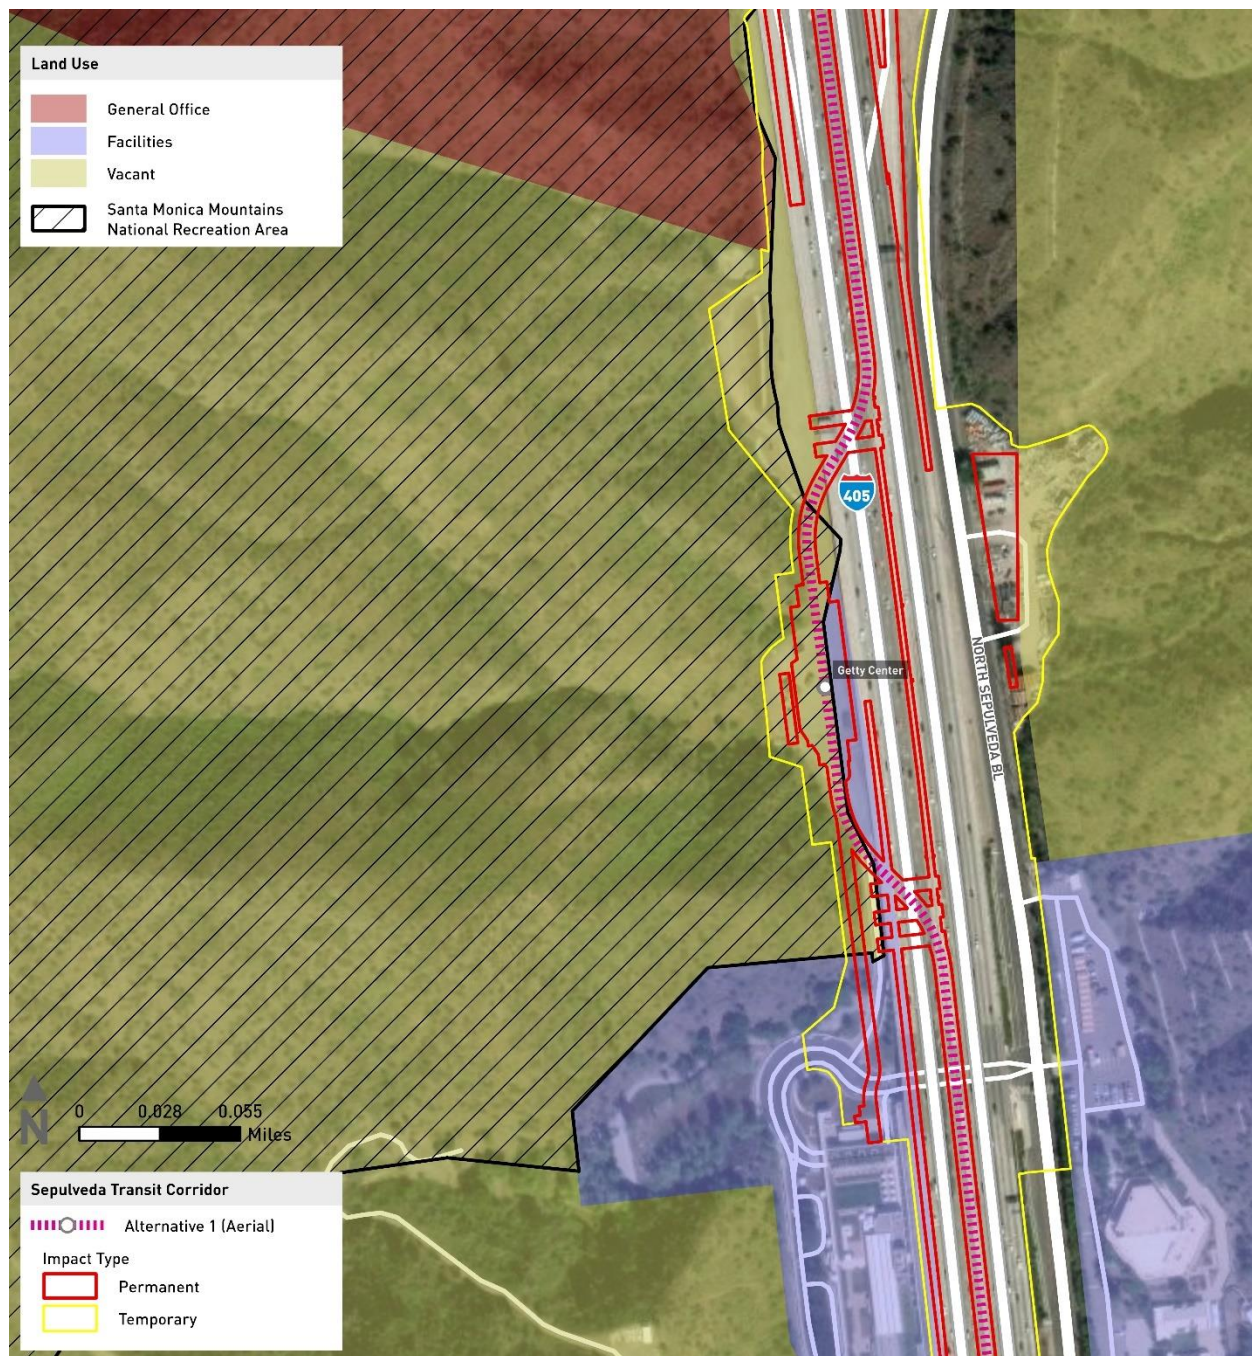 Land Use
General Office
Facilities
Vacant
Santa Monica Mountains
National Recreation Area
405
Getty Center
NORTH SEPULVEDA BL
N
0 0.028 0.055
Miles
Sepulveda Transit Corridor
Alternative 1 (Aerial)
Impact Type
Permanent
Temporary